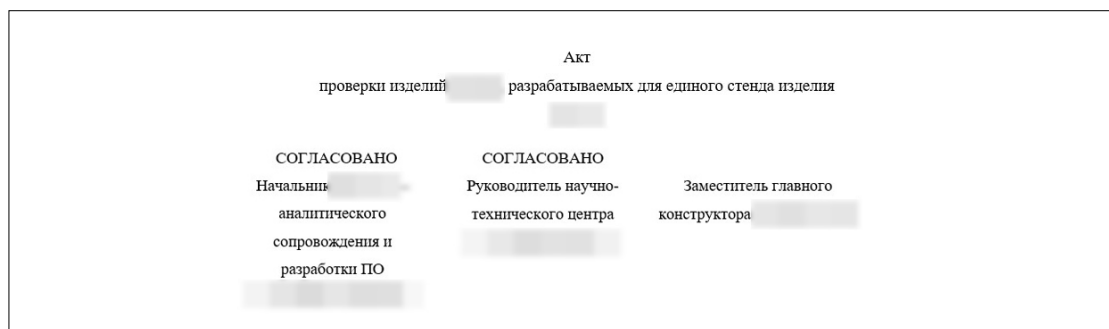 Акт
проверки изделий разрабатываемых для единого стенда изделия
СОГЛАСОВАНО
Начальник
аналитического
сопровождения и
разработки ПО
СОГЛАСОВАНО
Руководитель научно-
технического центра
Заместитель главного
конструктора